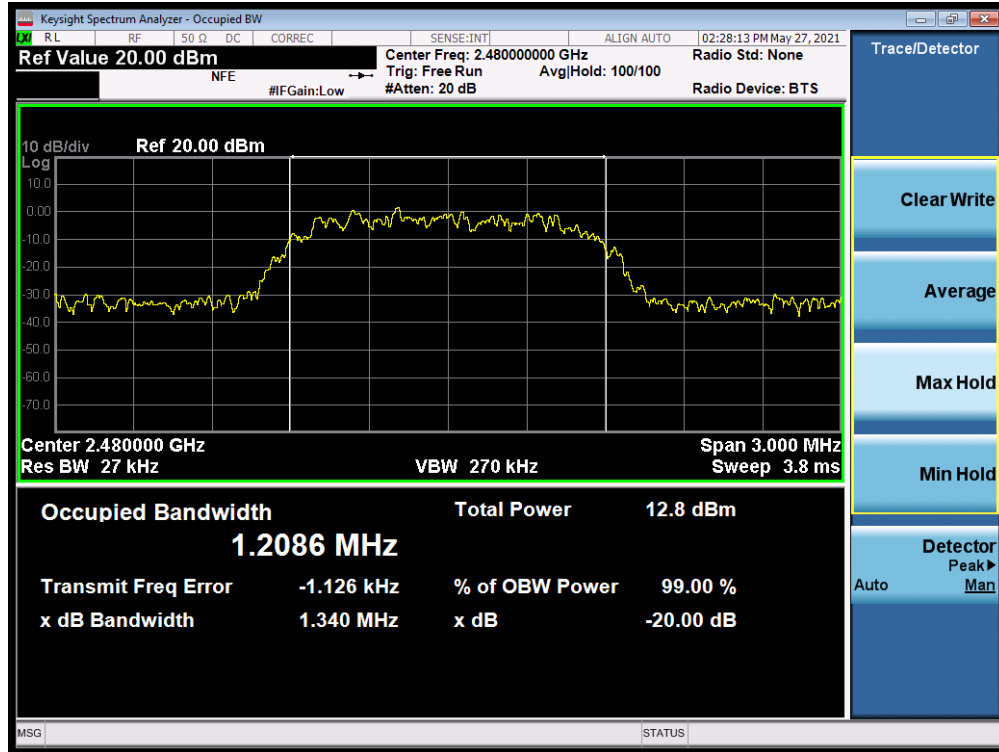 Keysight Spectrum Analyzer - Occupied BW
LXI RL RF 50 Ω DC CORREC SENSE:INT ALIGN AUTO 02:28:13 PM May 27, 2021
Ref Value 20.00 dBm
NFE
#IFGain:Low
Center Freq: 2.480000000 GHz
Trig: Free Run Avg|Hold: 100/100
#Atten: 20 dB
Radio Std: None
Radio Device: BTS
10 dB/div Ref 20.00 dBm
Log
10.0
0.00
-10.0
-20.0
-30.0
-40.0
-50.0
-60.0
-70.0
Center 2.480000 GHz Span 3.000 MHz
Res BW 27 kHz VBW 270 kHz Sweep 3.8 ms
Occupied Bandwidth Total Power 12.8 dBm
1.2086 MHz
Transmit Freq Error -1.126 kHz % of OBW Power 99.00 %
x dB Bandwidth 1.340 MHz x dB -20.00 dB
MSG STATUS
Trace/Detector
Clear Write
Average
Max Hold
Min Hold
Detector
Peak▶
Auto Man